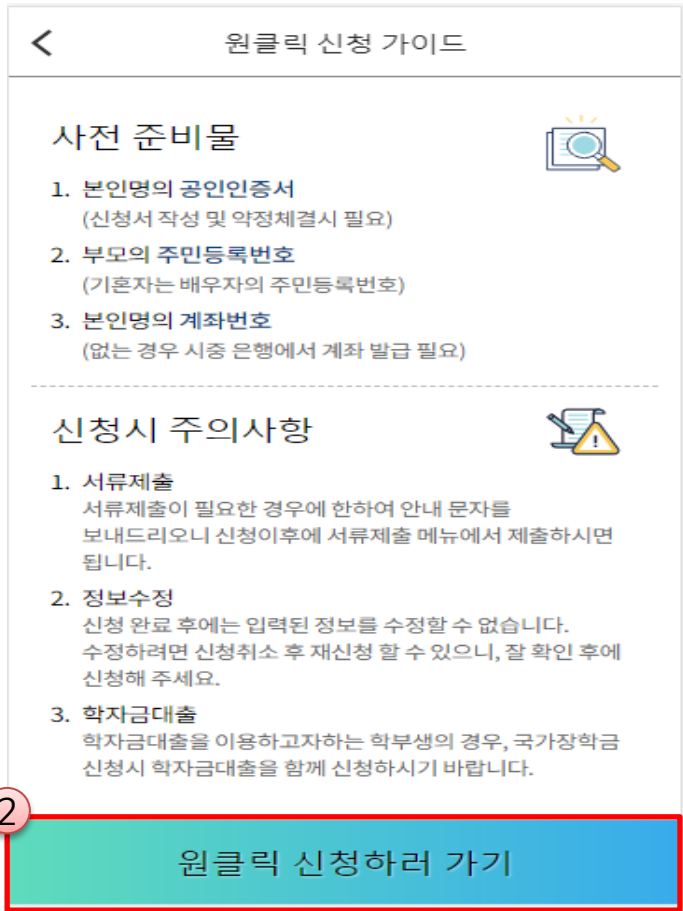 원클릭 신청 가이드
사전 준비물
1. 본인명의 공인인증서
(신청서 작성 및 약정체결시 필요)
2. 부모의 주민등록번호
(기혼자는 배우자의 주민등록번호)
3. 본인명의 계좌번호
(없는 경우 시중 은행에서 계좌 발급 필요)
신청시 주의사항
1. 서류제출
서류제출이 필요한 경우에 한하여 안내 문자를
보내드리오니 신청이후에 서류제출 메뉴에서 제출하시면
됩니다.
2. 정보수정
신청 완료 후에는 입력된 정보를 수정할 수 없습니다.
수정하려면 신청취소 후 재신청 할 수 있으니, 잘 확인 후에
신청해 주세요.
3. 학자금대출
학자금대출을 이용하고자하는 학부생의 경우, 국가장학금
신청시 학자금대출을 함께 신청하시기 바랍니다.
2
원클릭 신청하러 가기